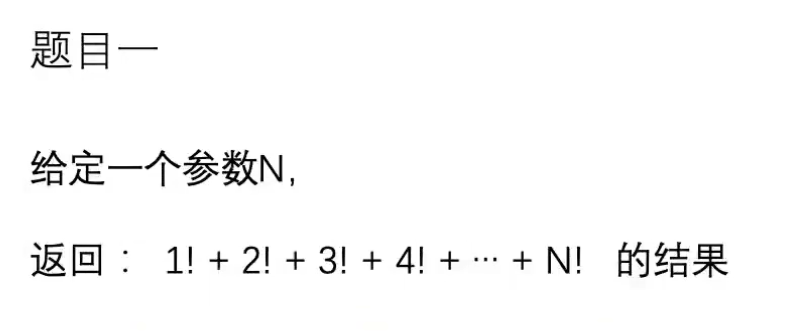 题目一
给定一个参数N,
返回： 1! + 2! + 3! + 4! + … + N! 的结果